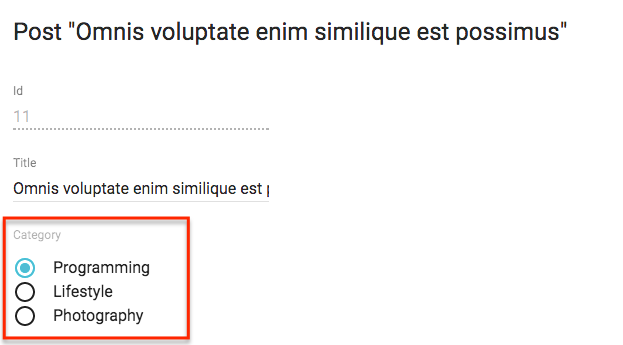 Post "Omnis voluptate enim similique est possimus"
Id
11
Title
Omnis voluptate enim similique est
Category
Programming
Lifestyle
Photography